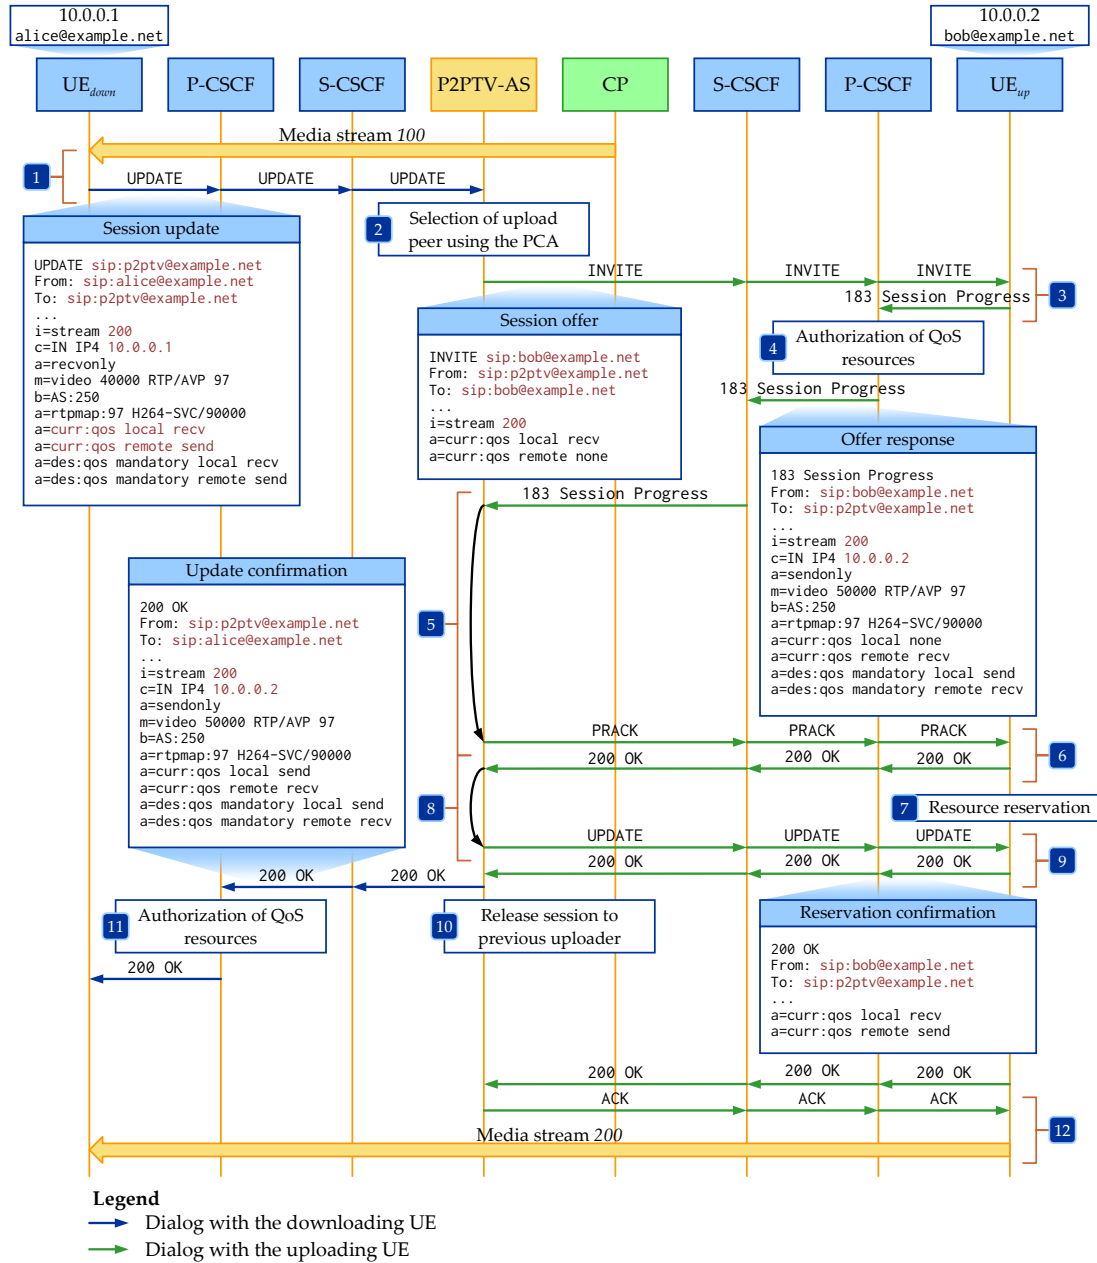 10.0.0.1
alice@example.net
10.0.0.2
bob@example.net
UEdown
P-CSCF
S-CSCF
P2PTV-AS
CP
S-CSCF
P-CSCF
UEup
Media stream 100
1
UPDATE
UPDATE
UPDATE
2
Selection of upload
peer using the PCA
Session update
UPDATE sip:p2ptv@example.net
From: sip:alice@example.net
To: sip:p2ptv@example.net
...
i=stream 200
c=IN IP4 10.0.0.1
a=recvonly
m=video 40000 RTP/AVP 97
b=AS:250
a=rtpmap:97 H264-SVC/90000
a=curr:qos local recv
a=curr:qos remote send
a=des:qos mandatory local recv
a=des:qos mandatory remote send
INVITE
INVITE
INVITE
3
183 Session Progress
Session offer
INVITE sip:bob@example.net
From: sip:p2ptv@example.net
To: sip:bob@example.net
...
i=stream 200
a=curr:qos local recv
a=curr:qos remote none
4
Authorization of QoS
resources
183 Session Progress
Offer response
183 Session Progress
From: sip:bob@example.net
To: sip:p2ptv@example.net
...
i=stream 200
c=IN IP4 10.0.0.2
a=sendonly
m=video 50000 RTP/AVP 97
b=AS:250
a=rtpmap:97 H264-SVC/90000
a=curr:qos local none
a=curr:qos remote recv
a=des:qos mandatory local send
a=des:qos mandatory remote recv
183 Session Progress
5
Update confirmation
200 OK
From: sip:p2ptv@example.net
To: sip:alice@example.net
...
i=stream 200
c=IN IP4 10.0.0.2
a=sendonly
m=video 50000 RTP/AVP 97
b=AS:250
a=rtpmap:97 H264-SVC/90000
a=curr:qos local send
a=curr:qos remote recv
a=des:qos mandatory local send
a=des:qos mandatory remote recv
PRACK
PRACK
PRACK
6
200 OK
200 OK
200 OK
7
Resource reservation
8
UPDATE
UPDATE
UPDATE
9
200 OK
200 OK
200 OK
200 OK
200 OK
11
Authorization of QoS
resources
10
Release session to
previous uploader
Reservation confirmation
200 OK
From: sip:bob@example.net
To: sip:p2ptv@example.net
...
a=curr:qos local recv
a=curr:qos remote send
200 OK
200 OK
200 OK
200 OK
ACK
ACK
ACK
12
Media stream 200
Legend
Dialog with the downloading UE
Dialog with the uploading UE